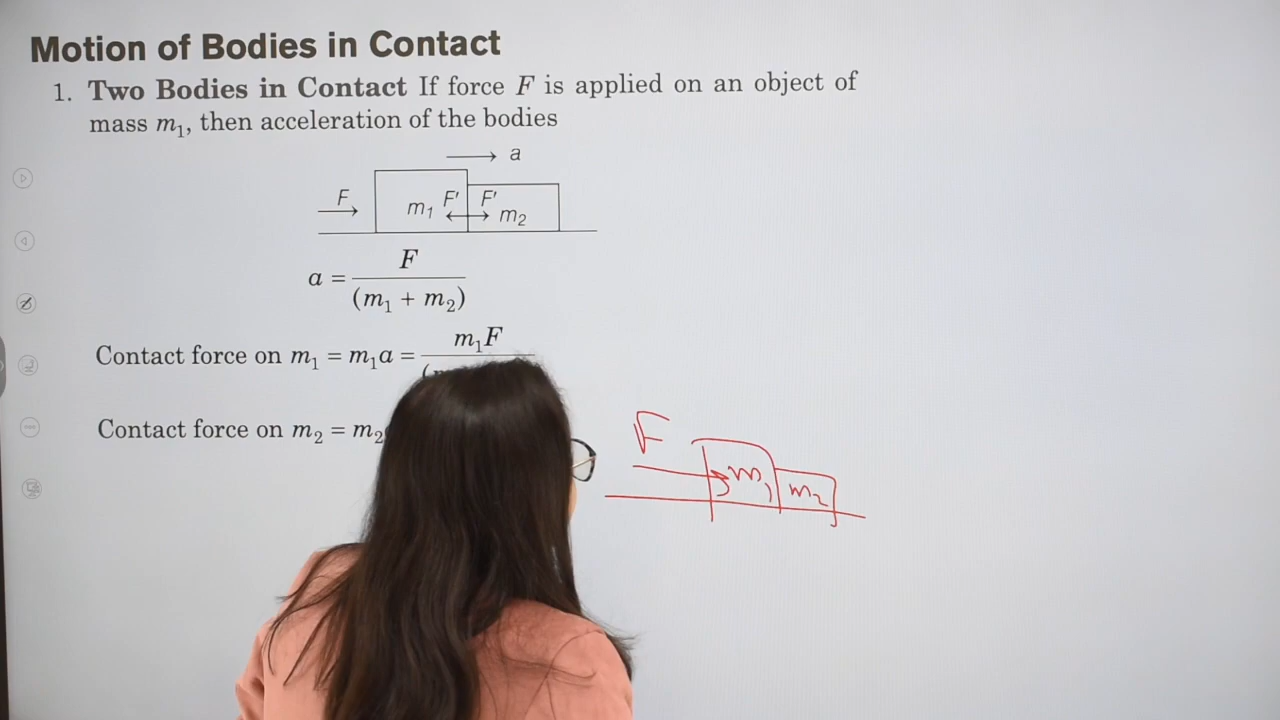 Motion of Bodies in Contact
1. Two Bodies in Contact If force F is applied on an object of
mass m₁, then acceleration of the bodies
a
F
m₁ F' F' m₂
a = F / (m₁ + m₂)
Contact force on m₁ = m₁a = m₁F
Contact force on m₂ = m₂
F
m₁ m₂